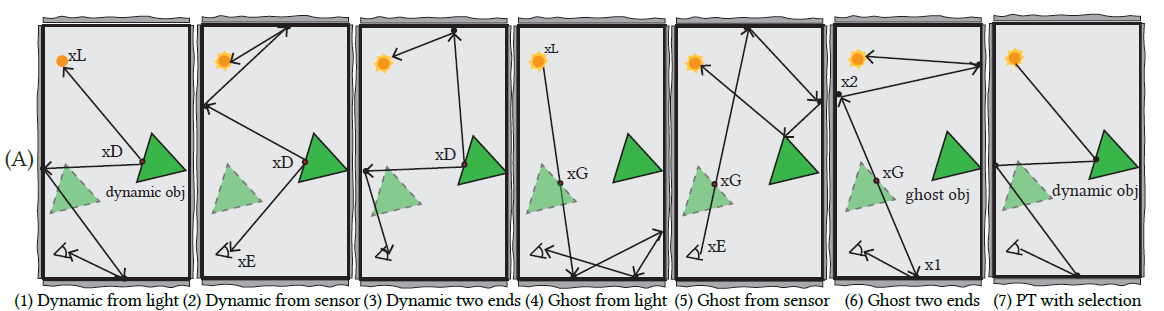 xL
xD
dynamic obj
xD
xE
xD
xL
xG
xG
xE
x2
xG
ghost obj
x1
dynamic obj
(A)
(1) Dynamic from light (2) Dynamic from sensor (3) Dynamic two ends (4) Ghost from light (5) Ghost from sensor (6) Ghost two ends (7) PT with selection